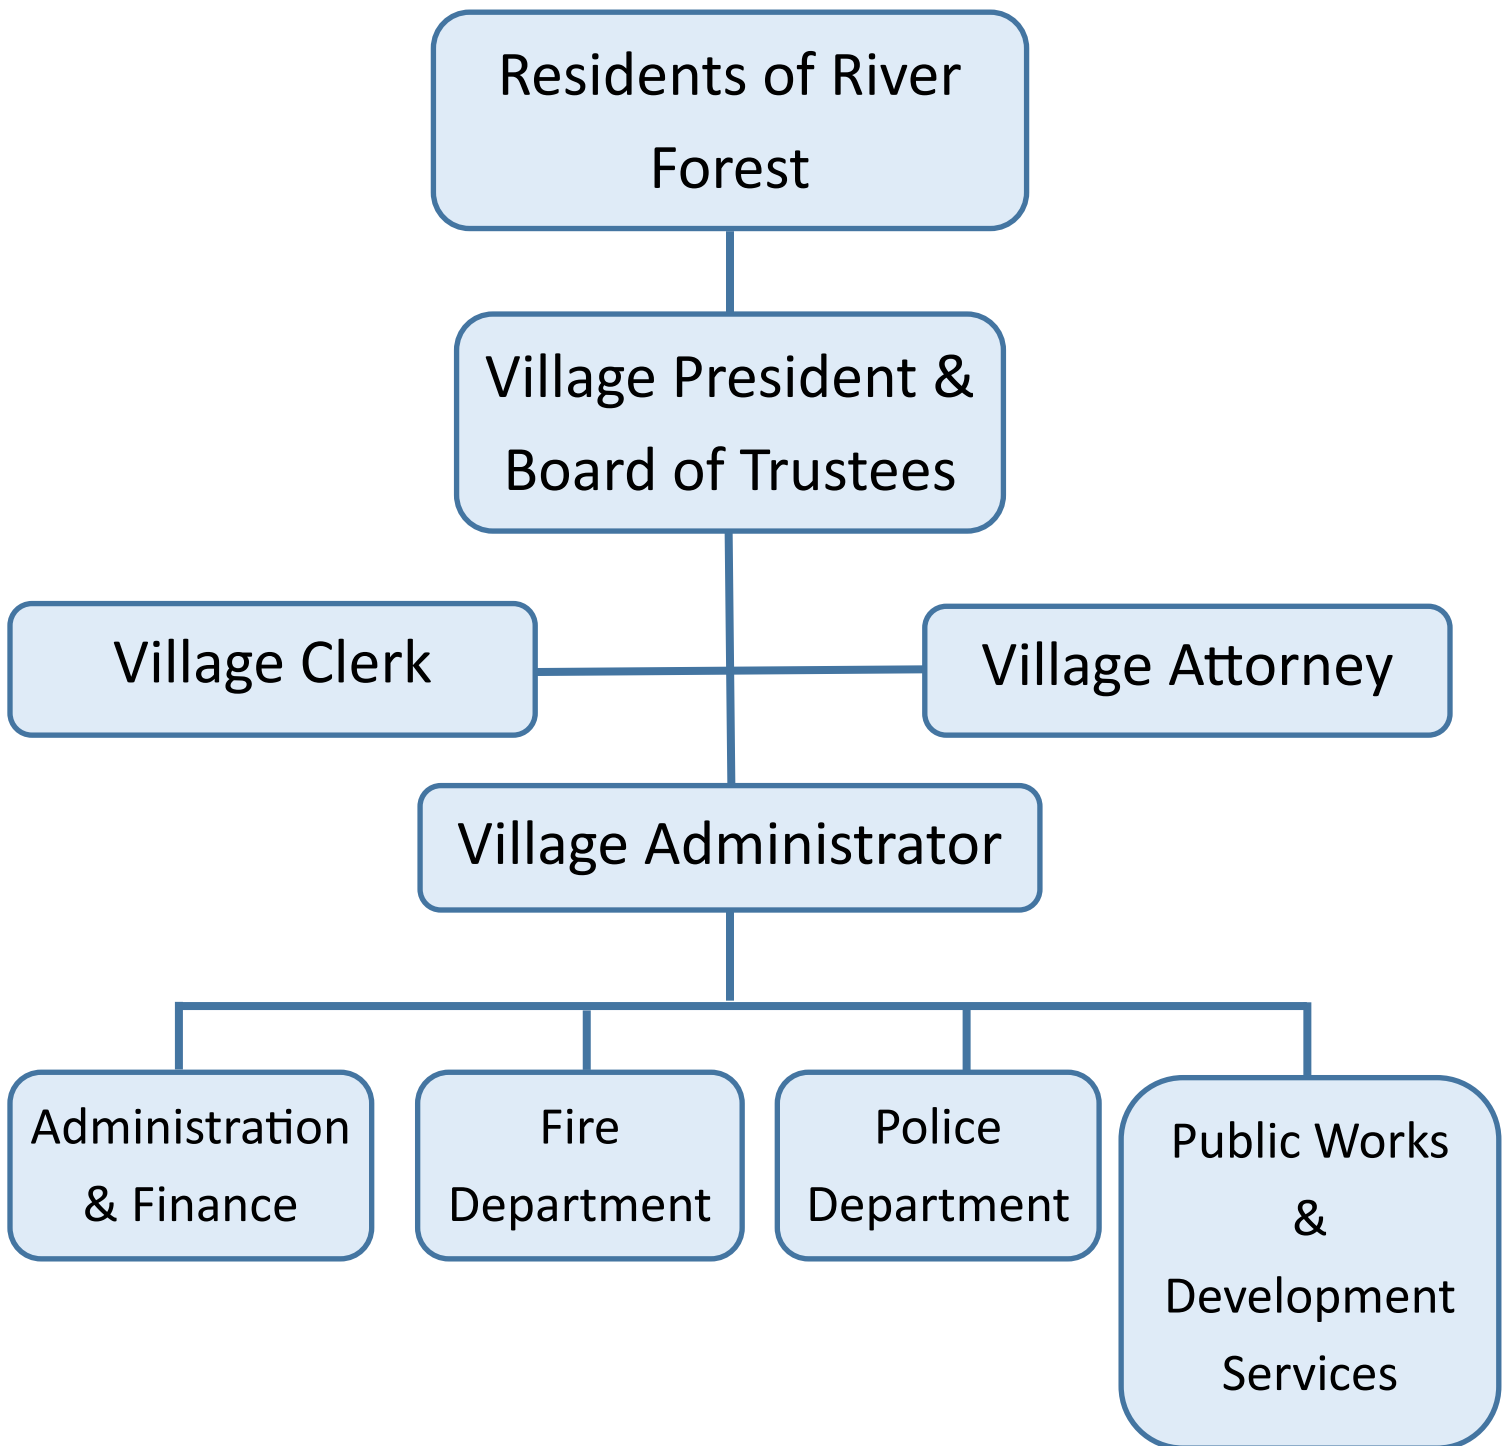 Residents of River
Forest
Village President &
Board of Trustees
Village Clerk
Village Attorney
Village Administrator
Administration
& Finance
Fire
Department
Police
Department
Public Works
&
Development
Services